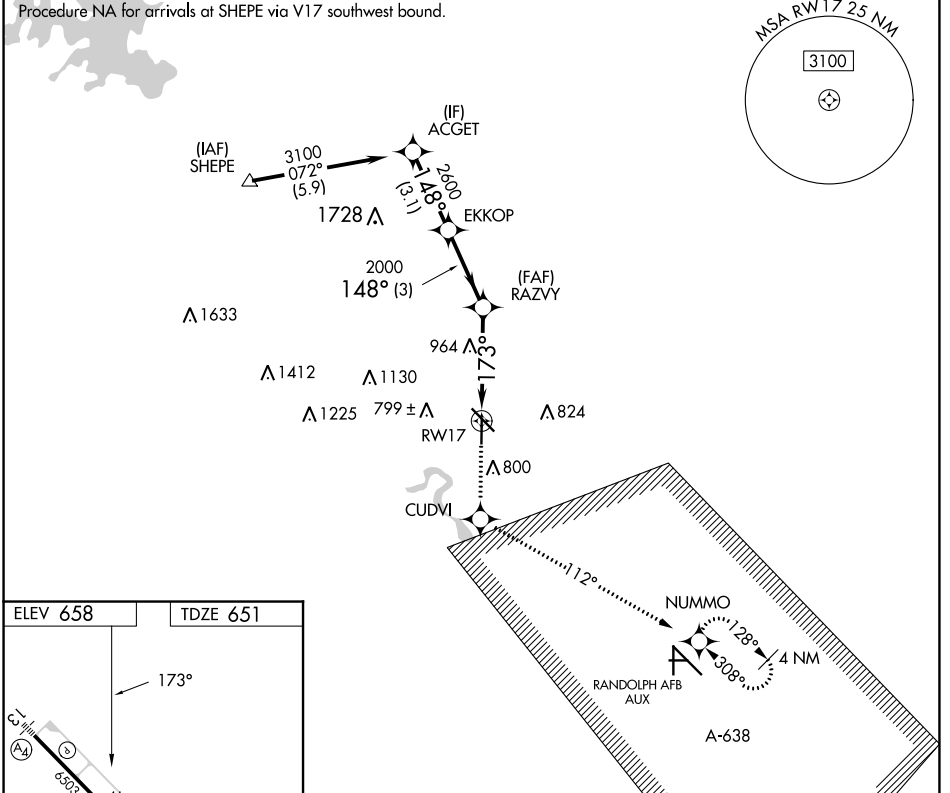 Procedure NA for arrivals at SHEPE via V17 southwest bound.
MSA RW17 25 NM
3100
(IF)
ACGET
(IAF)
SHEPE
3100
072°
(5.9)
2600
148°
(3.1)
1728
EKKOP
2000
148° (3)
(FAF)
RAZVY
1633
964
173°
1412
1130
1225
799 ±
824
RW17
800
CUDVI
112°
NUMMO
128°
308°
4 NM
RANDOLPH AFB
AUX
A-638
ELEV 658
TDZE 651
173°
13
A4
P
6503